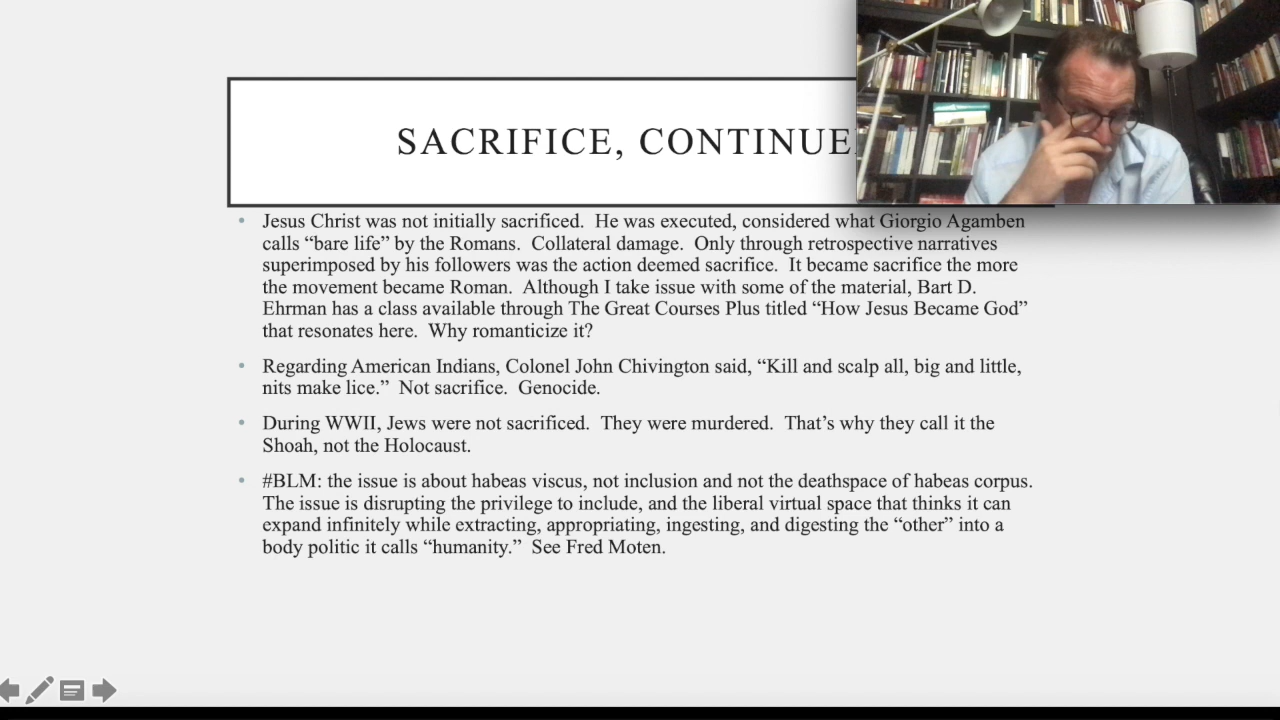 SACRIFICE, CONTINUE
Jesus Christ was not initially sacrificed.  He was executed, considered what Giorgio Agamben
calls “bare life” by the Romans.  Collateral damage.  Only through retrospective narratives
superimposed by his followers was the action deemed sacrifice.  It became sacrifice the more
the movement became Roman.  Although I take issue with some of the material, Bart D.
Ehrman has a class available through The Great Courses Plus titled “How Jesus Became God”
that resonates here.  Why romanticize it?
Regarding American Indians, Colonel John Chivington said, “Kill and scalp all, big and little,
nits make lice.”  Not sacrifice.  Genocide.
During WWII, Jews were not sacrificed.  They were murdered.  That’s why they call it the
Shoah, not the Holocaust.
#BLM: the issue is about habeas viscus, not inclusion and not the deathspace of habeas corpus.
The issue is disrupting the privilege to include, and the liberal virtual space that thinks it can
expand infinitely while extracting, appropriating, ingesting, and digesting the “other” into a
body politic it calls “humanity.”  See Fred Moten.